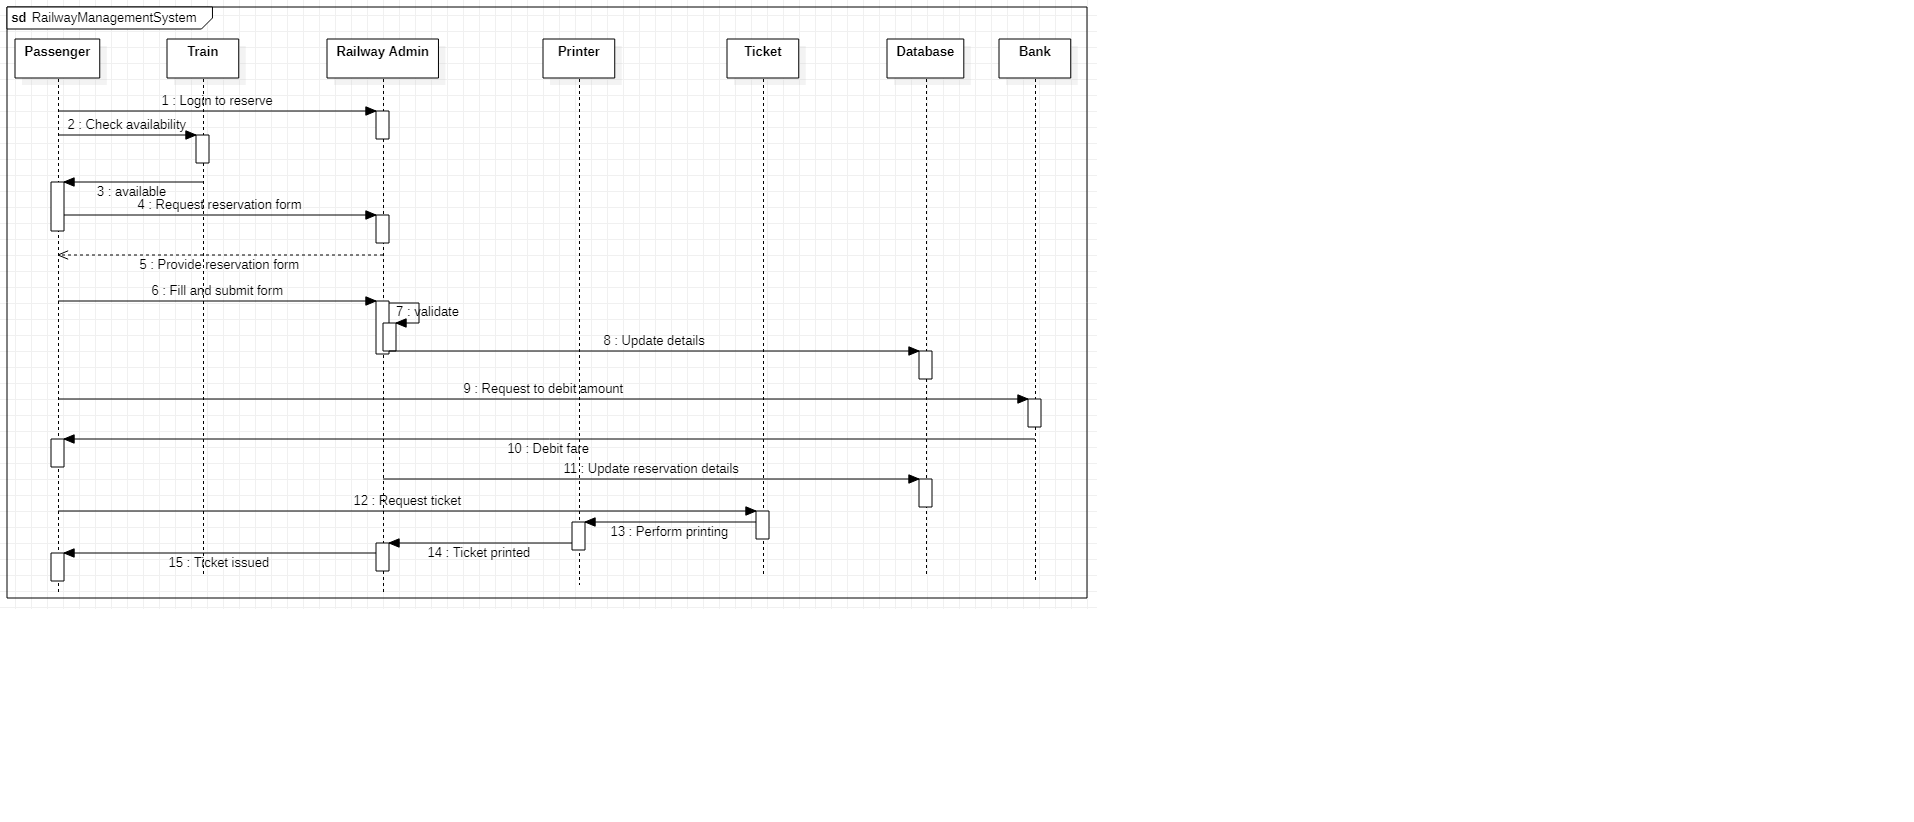 sd RailwayManagementSystem
Passenger
Train
Railway Admin
Printer
Ticket
Database
Bank
1 : Login to reserve
2 : Check availability
3 : available
4 : Request reservation form
5 : Provide reservation form
6 : Fill and submit form
7 : validate
8 : Update details
9 : Request to debit amount
10 : Debit fare
11 : Update reservation details
12 : Request ticket
13 : Perform printing
14 : Ticket printed
15 : Ticket issued